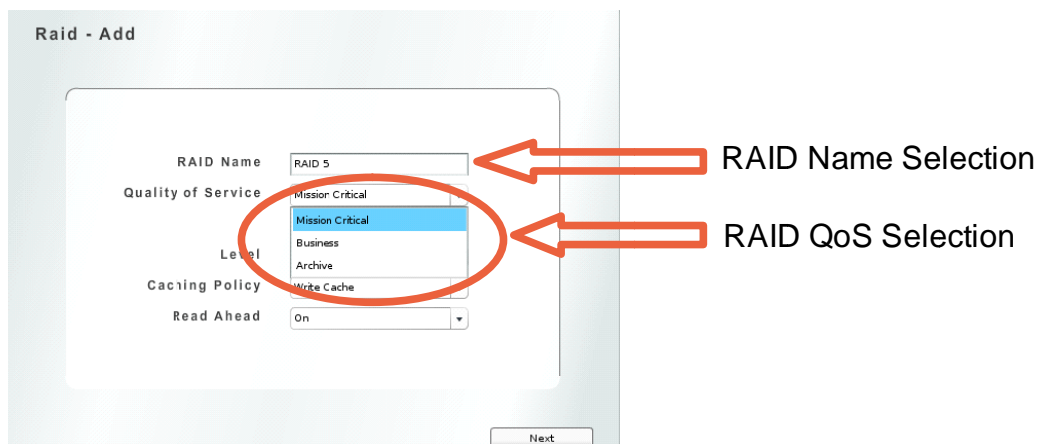 Raid - Add
RAID Name
RAID 5
RAID Name Selection
Quality of Service
Mission Critical
Mission Critical
Business
Archive
RAID QoS Selection
Level
Caching Policy
Write Cache
Read Ahead
On
Next